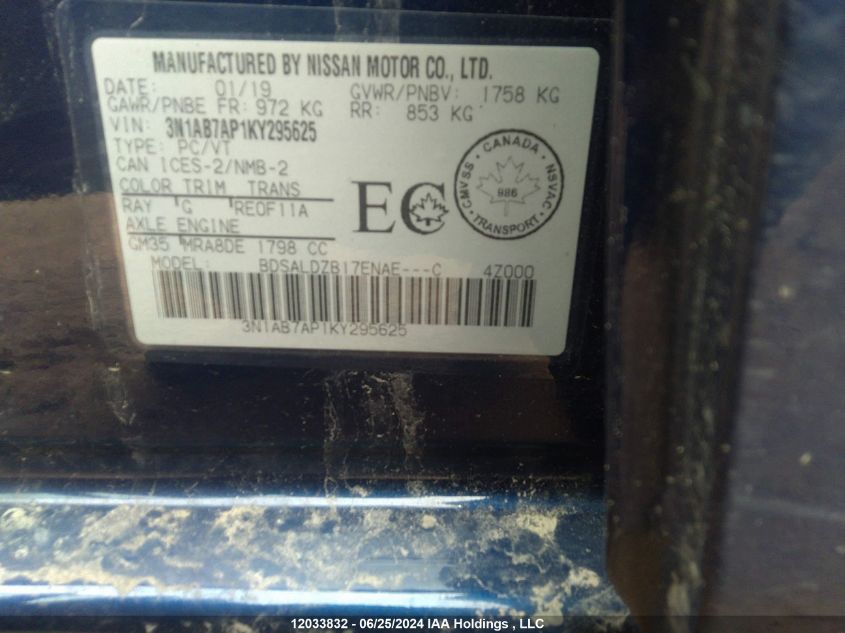 MANUFACTURED BY NISSAN MOTOR CO., LTD.
DATE: 01/19 GVWR/PNBV: 1758 KG
GAWR/PNBE FR: 972 KG RR: 853 KG
VIN: 3N1AB7AP1KY295625
TYPE: PC/VT
CAN ICES-2/NMB-2
COLOR TRIM TRANS
RAY G RE0F11A
AXLE ENGINE
GM35 MRA8DE 1798 CC
EC
CANADA
CMVSS
986
NSVAC
TRANSPORT
MODEL: BDSALDZB17ENAE---C 4Z000
3N1AB7AP1KY295625
12033832 - 06/25/2024 IAA Holdings , LLC